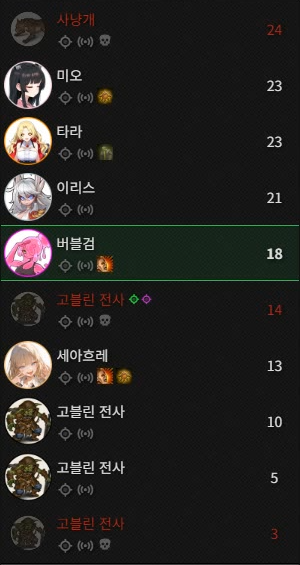 사냥개 24
미오 23
타라 23
이리스 21
버블검 18
고블린 전사 14
세아흐레 13
고블린 전사 10
고블린 전사 5
고블린 전사 3